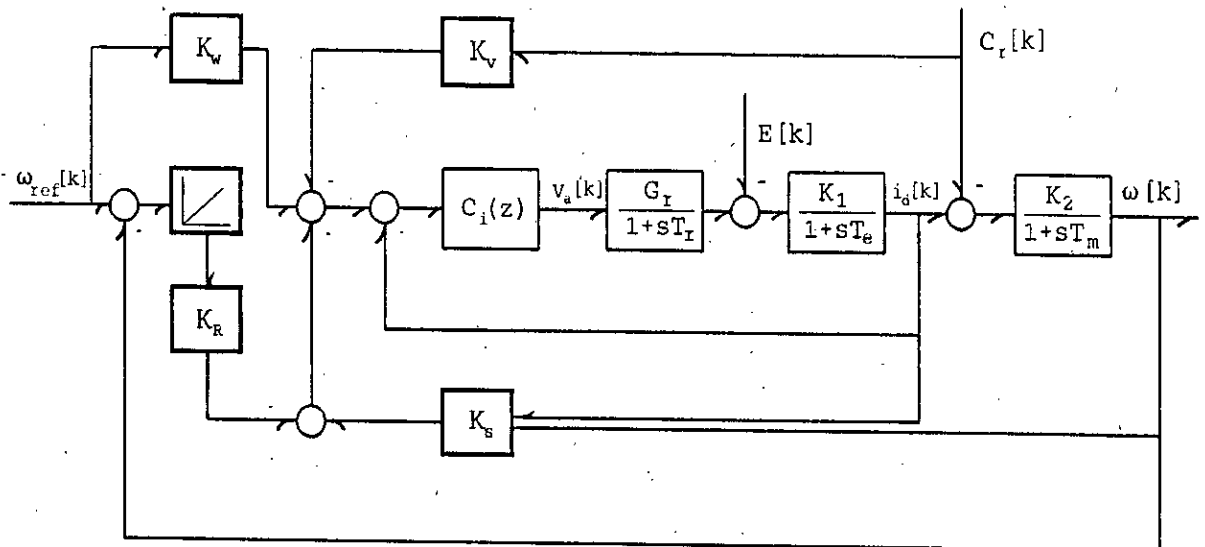 K_w
K_v
C_r[k]
E[k]
ω_ref[k]
C_i(z)
v_a[k]
G_r
1+sT_r
K_1
1+sT_e
i_d[k]
K_2
1+sT_m
ω[k]
K_R
K_s